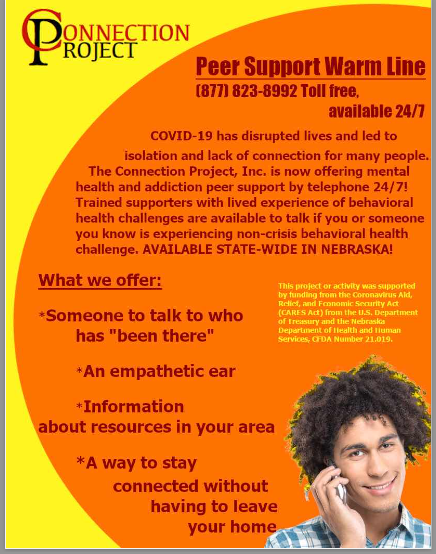 CONNECTION
PROJECT
Peer Support Warm Line
(877) 823-8992 Toll free,
available 24/7
COVID-19 has disrupted lives and led to
isolation and lack of connection for many people.
The Connection Project, Inc. is now offering mental
health and addiction peer support by telephone 24/7!
Trained supporters with lived experience of behavioral
health challenges are available to talk if you or someone
you know is experiencing non-crisis behavioral health
challenge. AVAILABLE STATE-WIDE IN NEBRASKA!
What we offer:
*Someone to talk to who
has "been there"
*An empathetic ear
*Information
about resources in your area
*A way to stay
connected without
having to leave
your home
This project or activity was supported
by funding from the Coronavirus Aid,
Relief, and Economic Security Act
(CARES Act) from the U.S. Department
of Treasury and the Nebraska
Department of Health and Human
Services, CFDA Number 21.019.